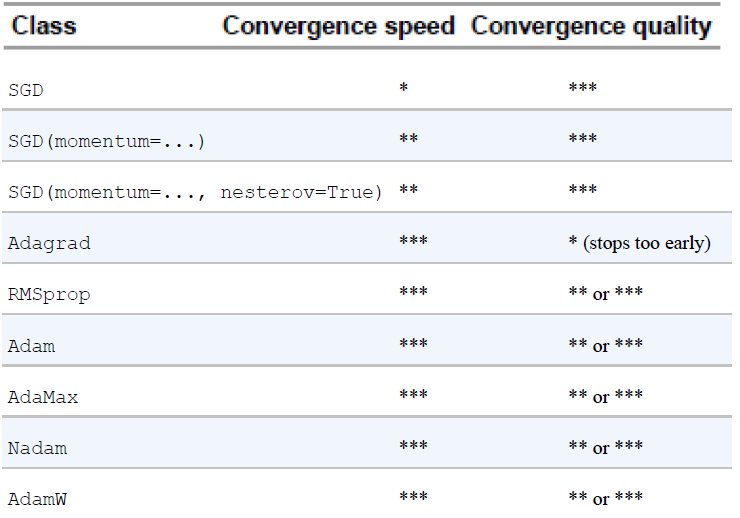 Class Convergence speed Convergence quality
SGD * ***
SGD(momentum=...) ** ***
SGD(momentum=..., nesterov=True) ** ***
Adagrad *** * (stops too early)
RMSprop *** ** or ***
Adam *** ** or ***
AdaMax *** ** or ***
Nadam *** ** or ***
AdamW *** ** or ***